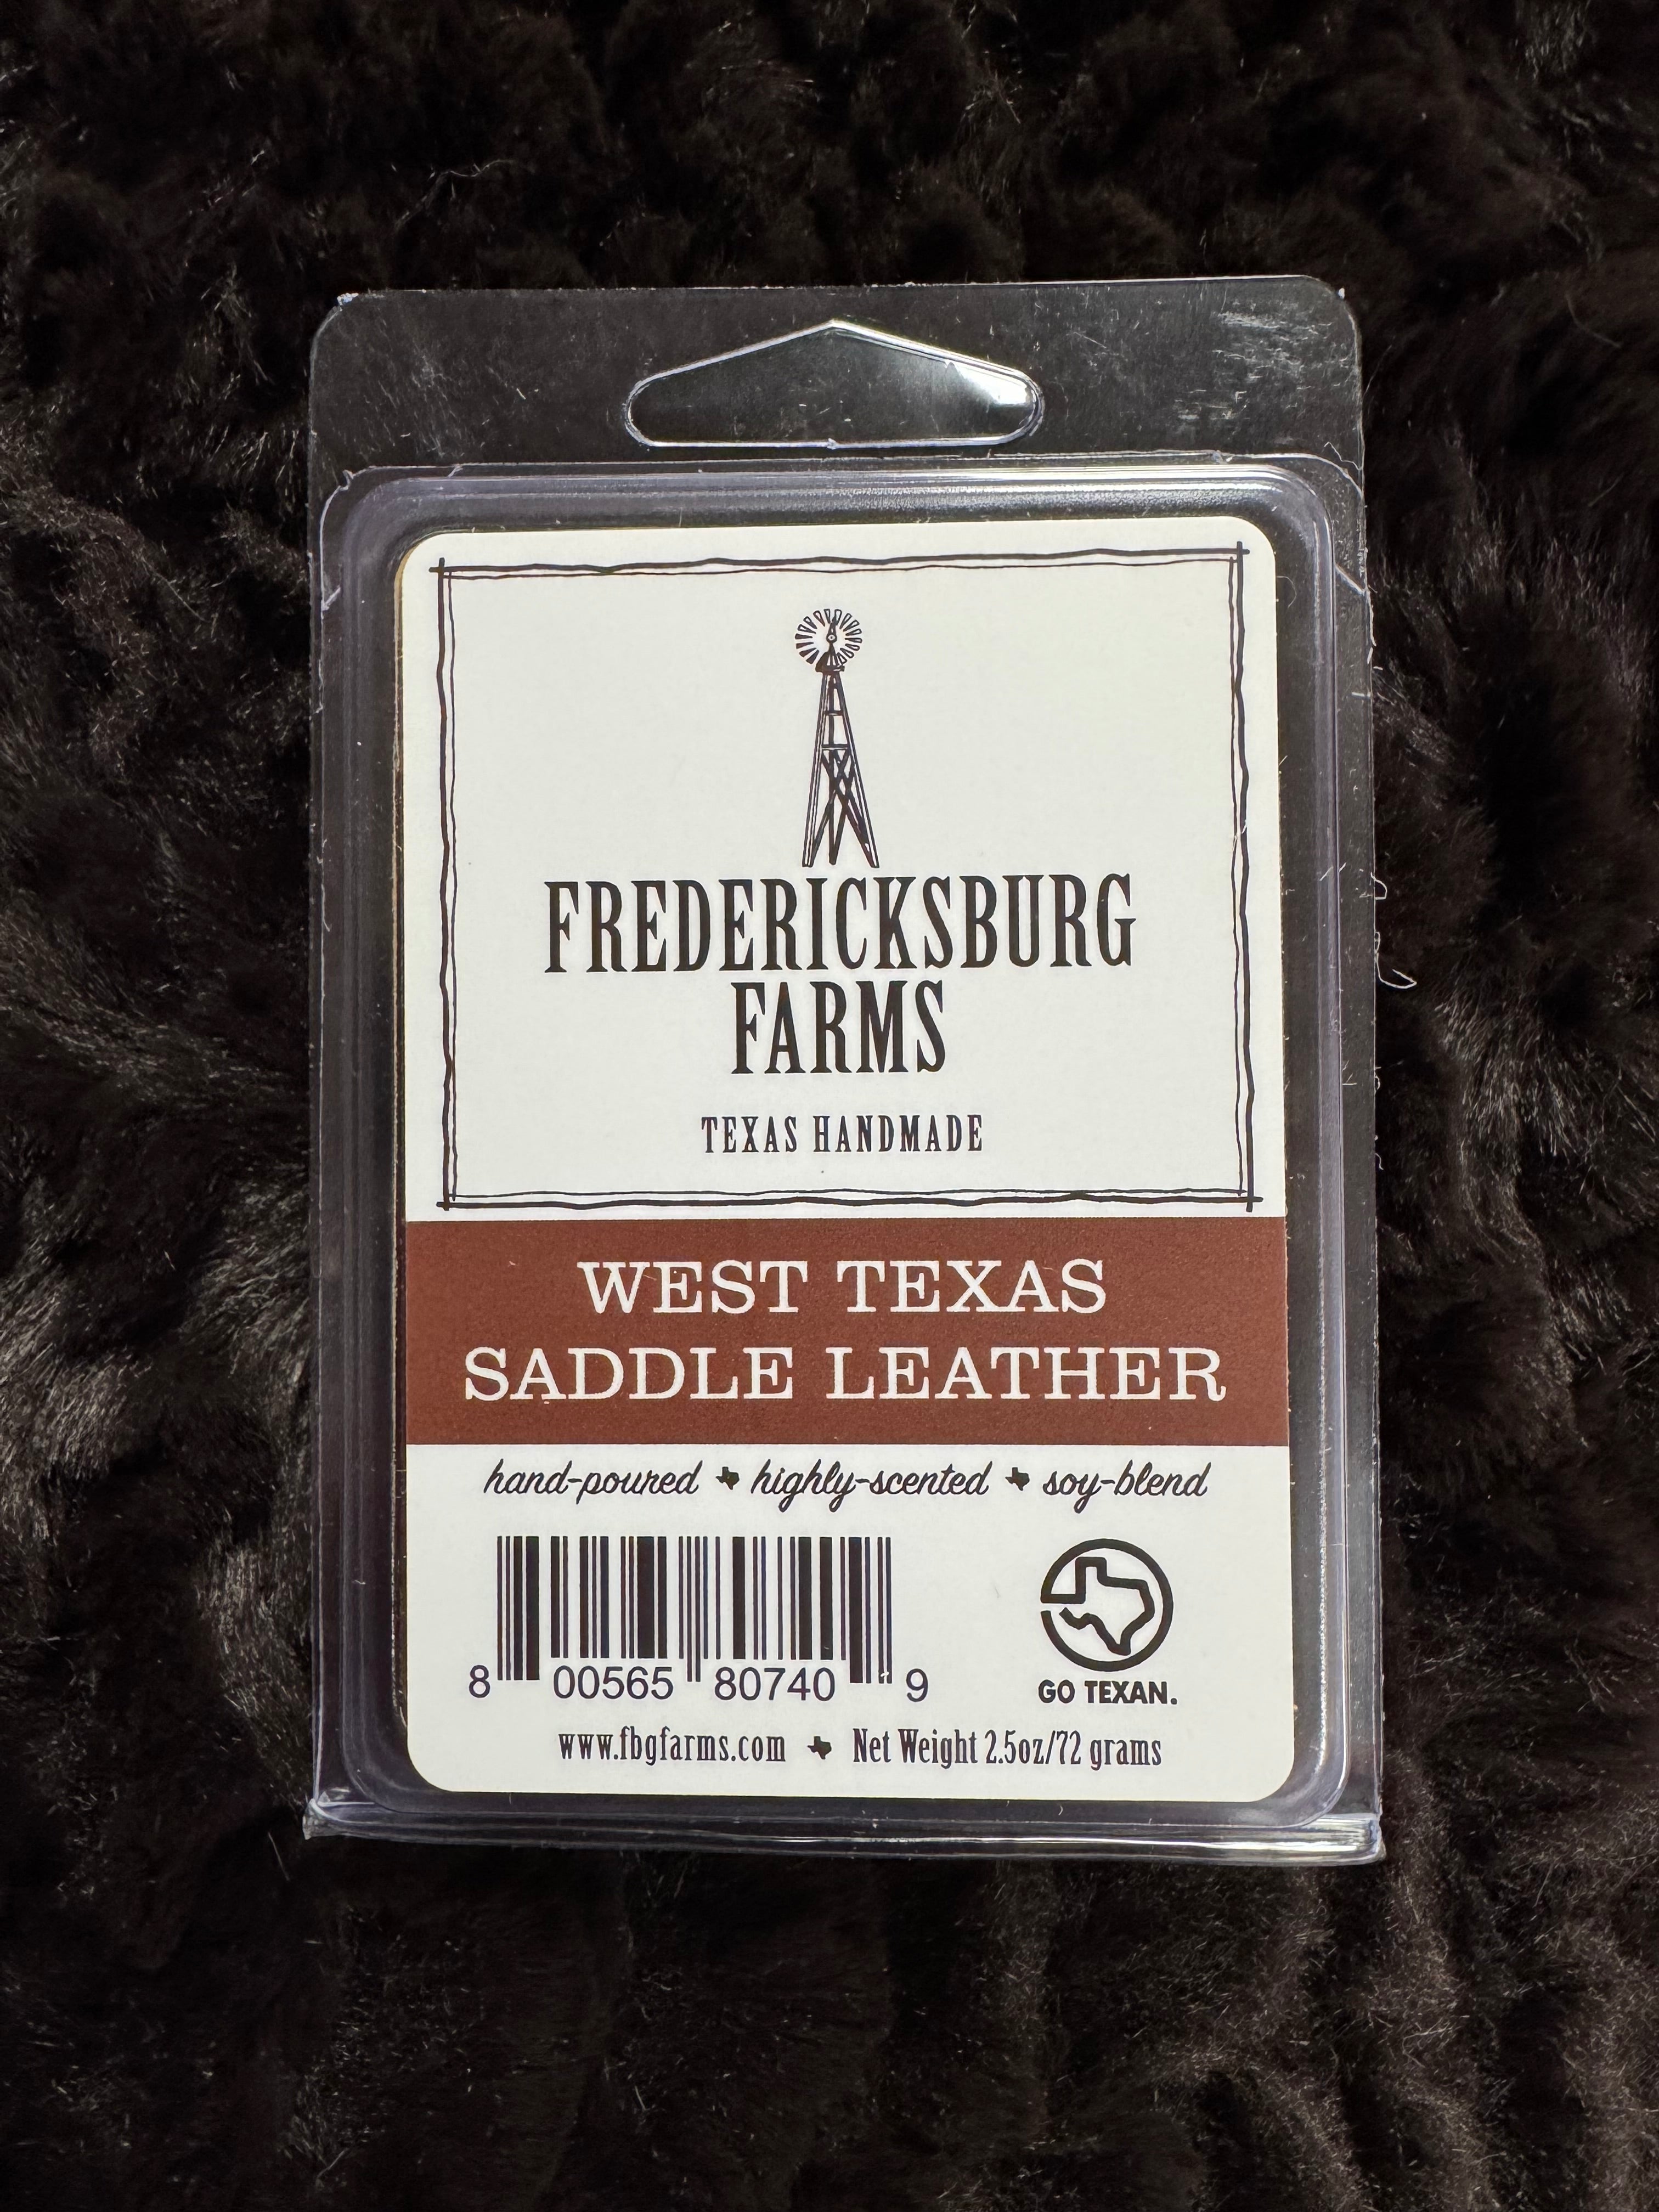 FREDERICKSBURG
FARMS
TEXAS HANDMADE
WEST TEXAS
SADDLE LEATHER
hand-poured highly-scented soy-blend
8 00565 80740 9
GO TEXAN.
www.fbgfarms.com Net Weight 2.5oz/72 grams